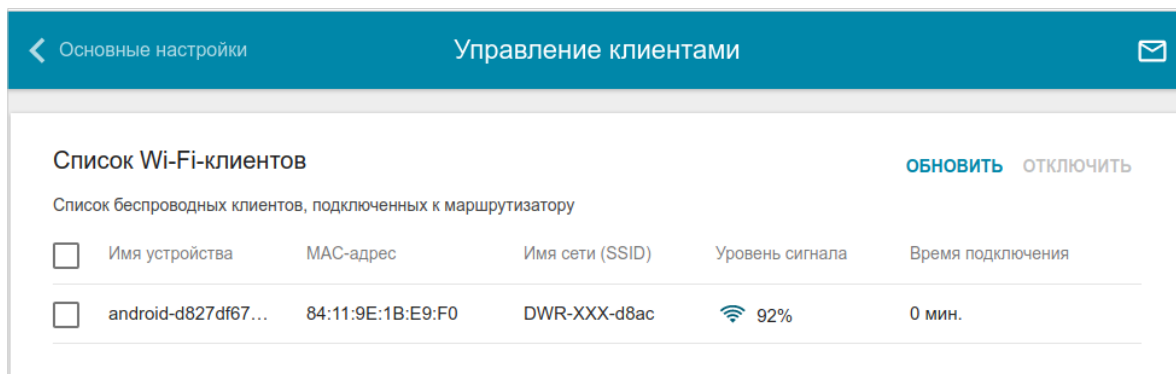 Основные настройки Управление клиентами
Список Wi-Fi-клиентов ОБНОВИТЬ ОТКЛЮЧИТЬ
Список беспроводных клиентов, подключенных к маршрутизатору
Имя устройства MAC-адрес Имя сети (SSID) Уровень сигнала Время подключения
android-d827df67... 84:11:9E:1B:E9:F0 DWR-XXX-d8ac 92% 0 мин.